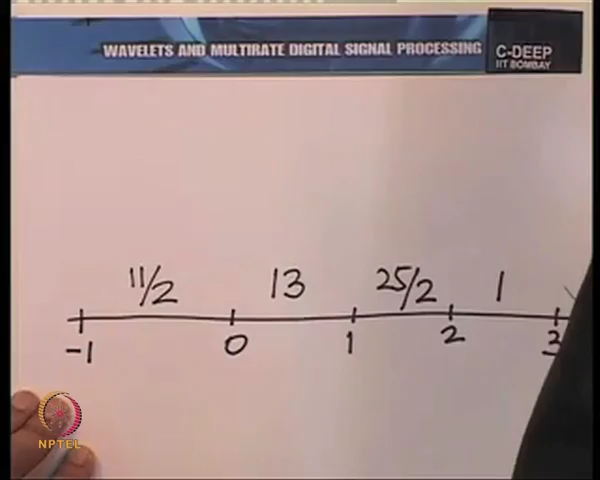 WAVELETS AND MULTIRATE DIGITAL SIGNAL PROCESSING
C-DEEP
IIT BOMBAY
11/2 13 25/2 1
-1 0 1 2 3
NPTEL